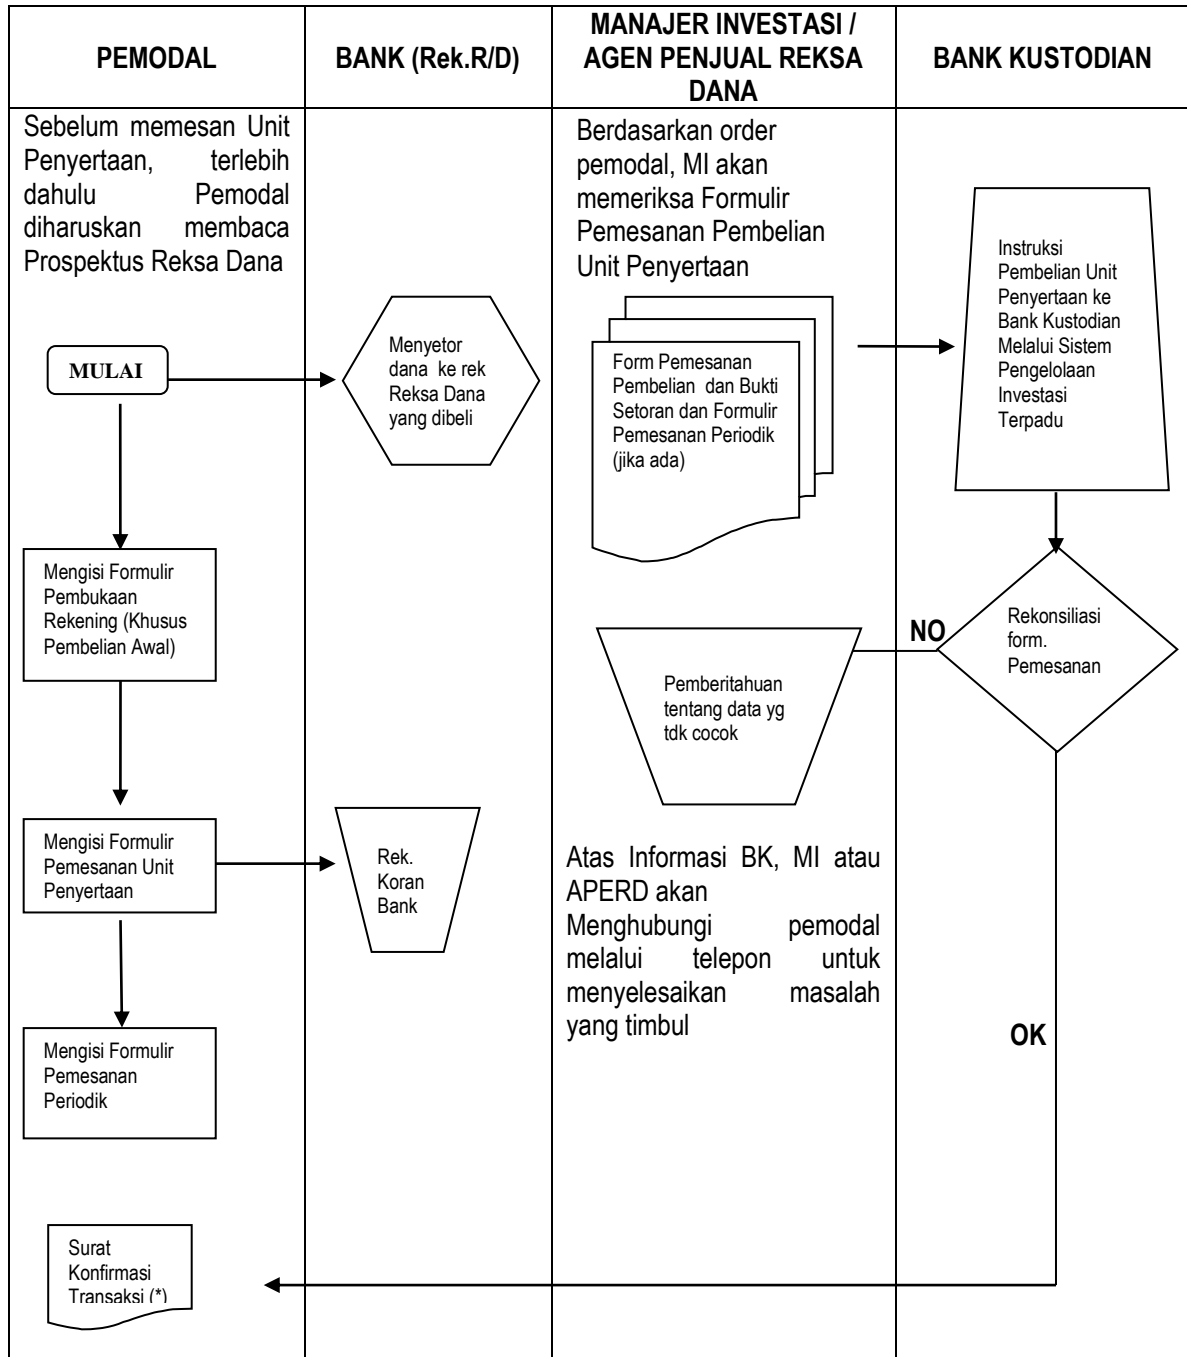 PEMODAL
BANK (Rek.R/D)
MANAJER INVESTASI /
AGEN PENJUAL REKSA
DANA
BANK KUSTODIAN
Sebelum memesan Unit
Penyertaan, terlebih
dahulu Pemodal
diharuskan membaca
Prospektus Reksa Dana
MULAI
Mengisi Formulir
Pembukaan
Rekening (Khusus
Pembelian Awal)
Mengisi Formulir
Pemesanan Unit
Penyertaan
Mengisi Formulir
Pemesanan
Periodik
Surat
Konfirmasi
Transaksi (*)
Menyetor
dana ke rek
Reksa Dana
yang dibeli
Rek.
Koran
Bank
Berdasarkan order
pemodal, MI akan
memeriksa Formulir
Pemesanan Pembelian
Unit Penyertaan
Form Pemesanan
Pembelian dan Bukti
Setoran dan Formulir
Pemesanan Periodik
(jika ada)
Pemberitahuan
tentang data yg
tdk cocok
Atas Informasi BK, MI atau
APERD akan
Menghubungi pemodal
melalui telepon untuk
menyelesaikan masalah
yang timbul
Instruksi
Pembelian Unit
Penyertaan ke
Bank Kustodian
Melalui Sistem
Pengelolaan
Investasi
Terpadu
NO
Rekonsiliasi
form.
Pemesanan
OK